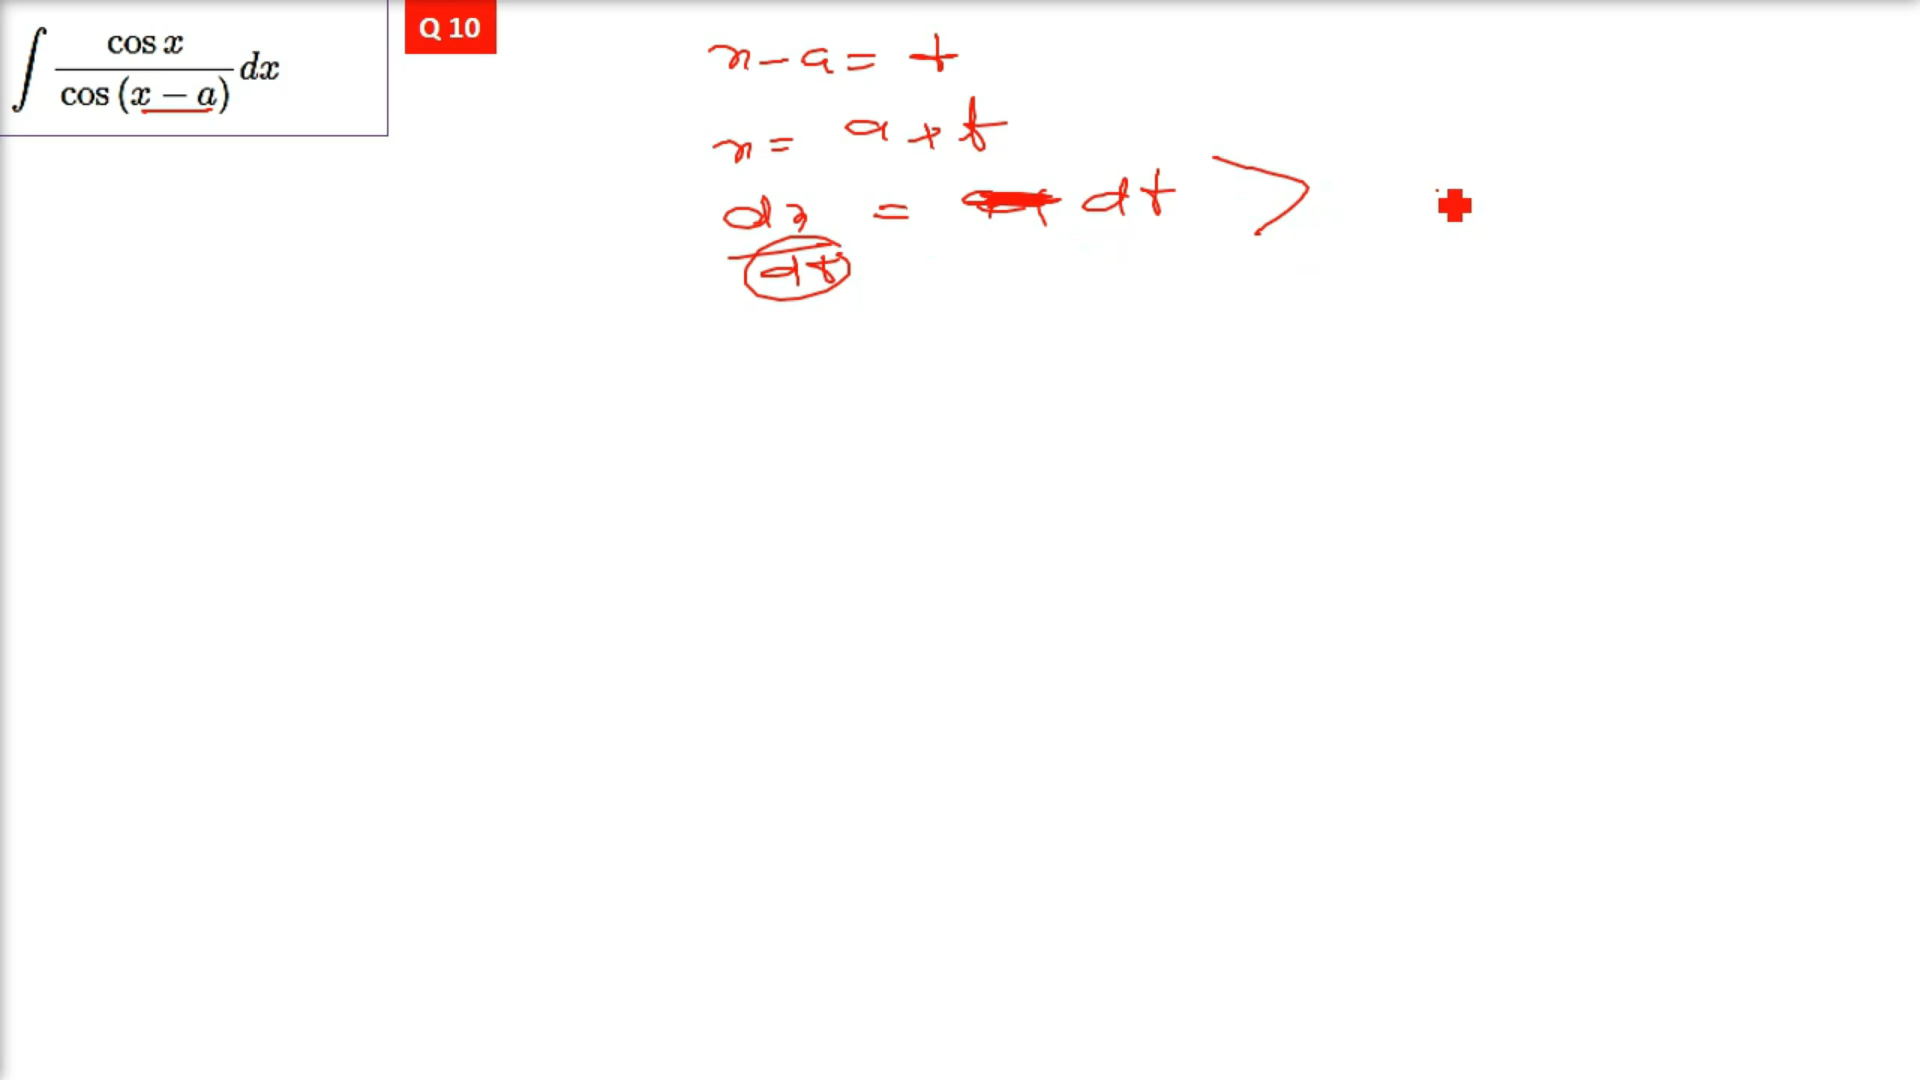 ∫ cos x / cos (x − a) dx
Q 10
x - a = t
x = a + t
dx / dt = dt